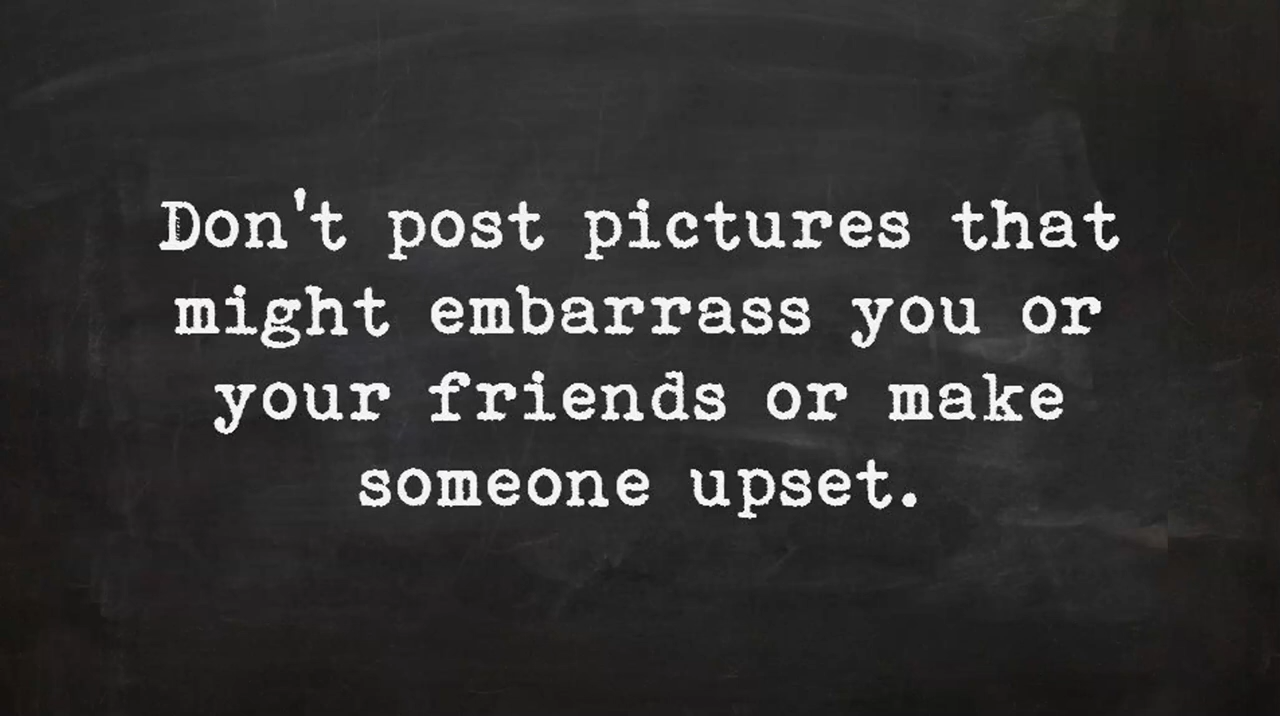 Don't post pictures that
might embarrass you or
your friends or make
someone upset.